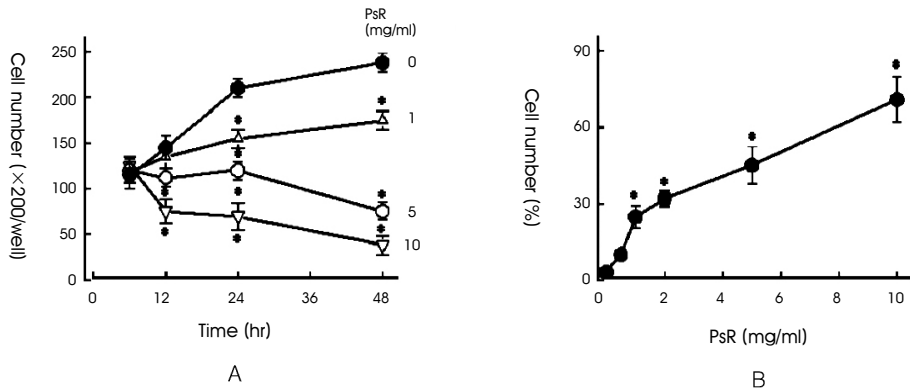 PsR
(mg/ml)
Cell number ( ×200/well)
250
200
150
100
50
0
0
1
5
10
0 12 24 36 48
Time (hr)
A
Cell number (%)
90
60
30
0
0 2 4 6 8 10
PsR (mg/ml)
B